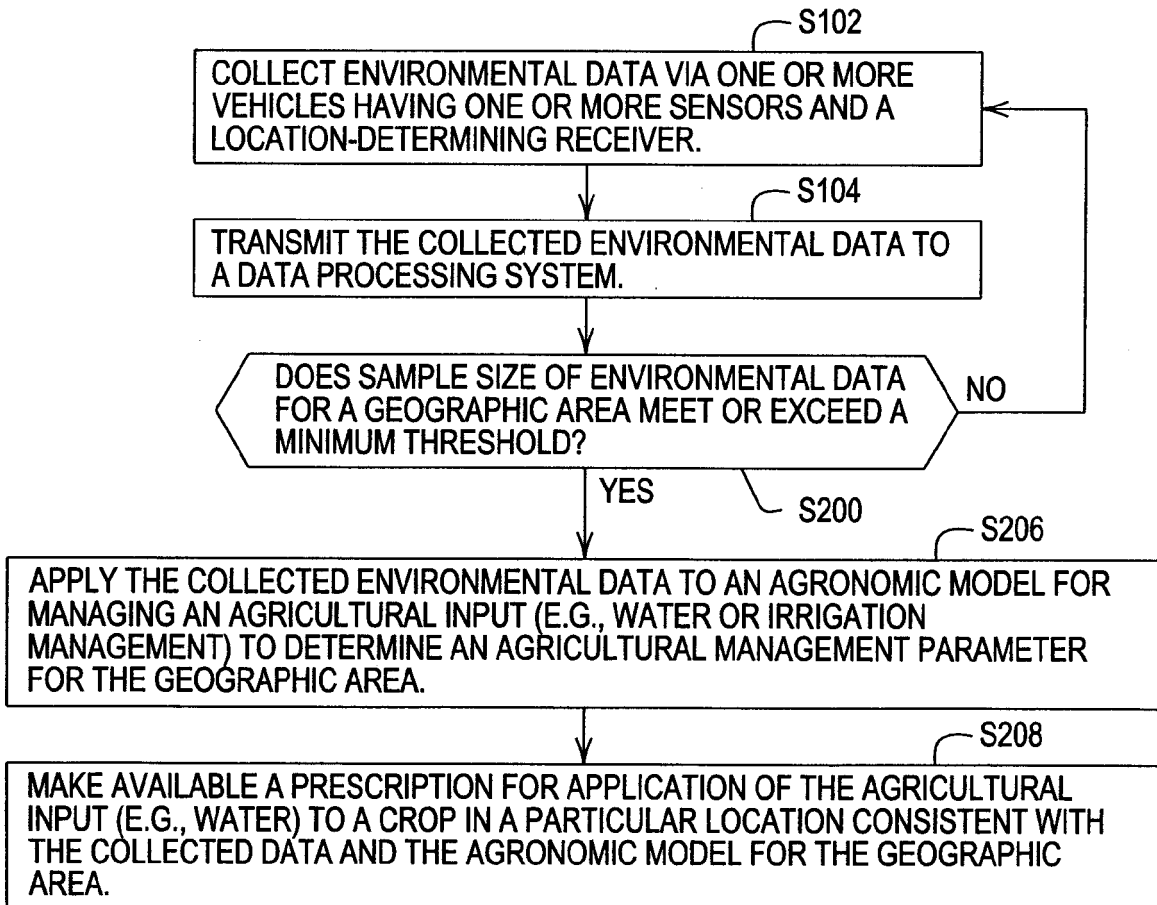 S102
COLLECT ENVIRONMENTAL DATA VIA ONE OR MORE
VEHICLES HAVING ONE OR MORE SENSORS AND A
LOCATION-DETERMINING RECEIVER.
S104
TRANSMIT THE COLLECTED ENVIRONMENTAL DATA TO
A DATA PROCESSING SYSTEM.
DOES SAMPLE SIZE OF ENVIRONMENTAL DATA
FOR A GEOGRAPHIC AREA MEET OR EXCEED A
MINIMUM THRESHOLD?
NO
YES
S200
S206
APPLY THE COLLECTED ENVIRONMENTAL DATA TO AN AGRONOMIC MODEL FOR
MANAGING AN AGRICULTURAL INPUT (E.G., WATER OR IRRIGATION
MANAGEMENT) TO DETERMINE AN AGRICULTURAL MANAGEMENT PARAMETER
FOR THE GEOGRAPHIC AREA.
S208
MAKE AVAILABLE A PRESCRIPTION FOR APPLICATION OF THE AGRICULTURAL
INPUT (E.G., WATER) TO A CROP IN A PARTICULAR LOCATION CONSISTENT WITH
THE COLLECTED DATA AND THE AGRONOMIC MODEL FOR THE GEOGRAPHIC
AREA.